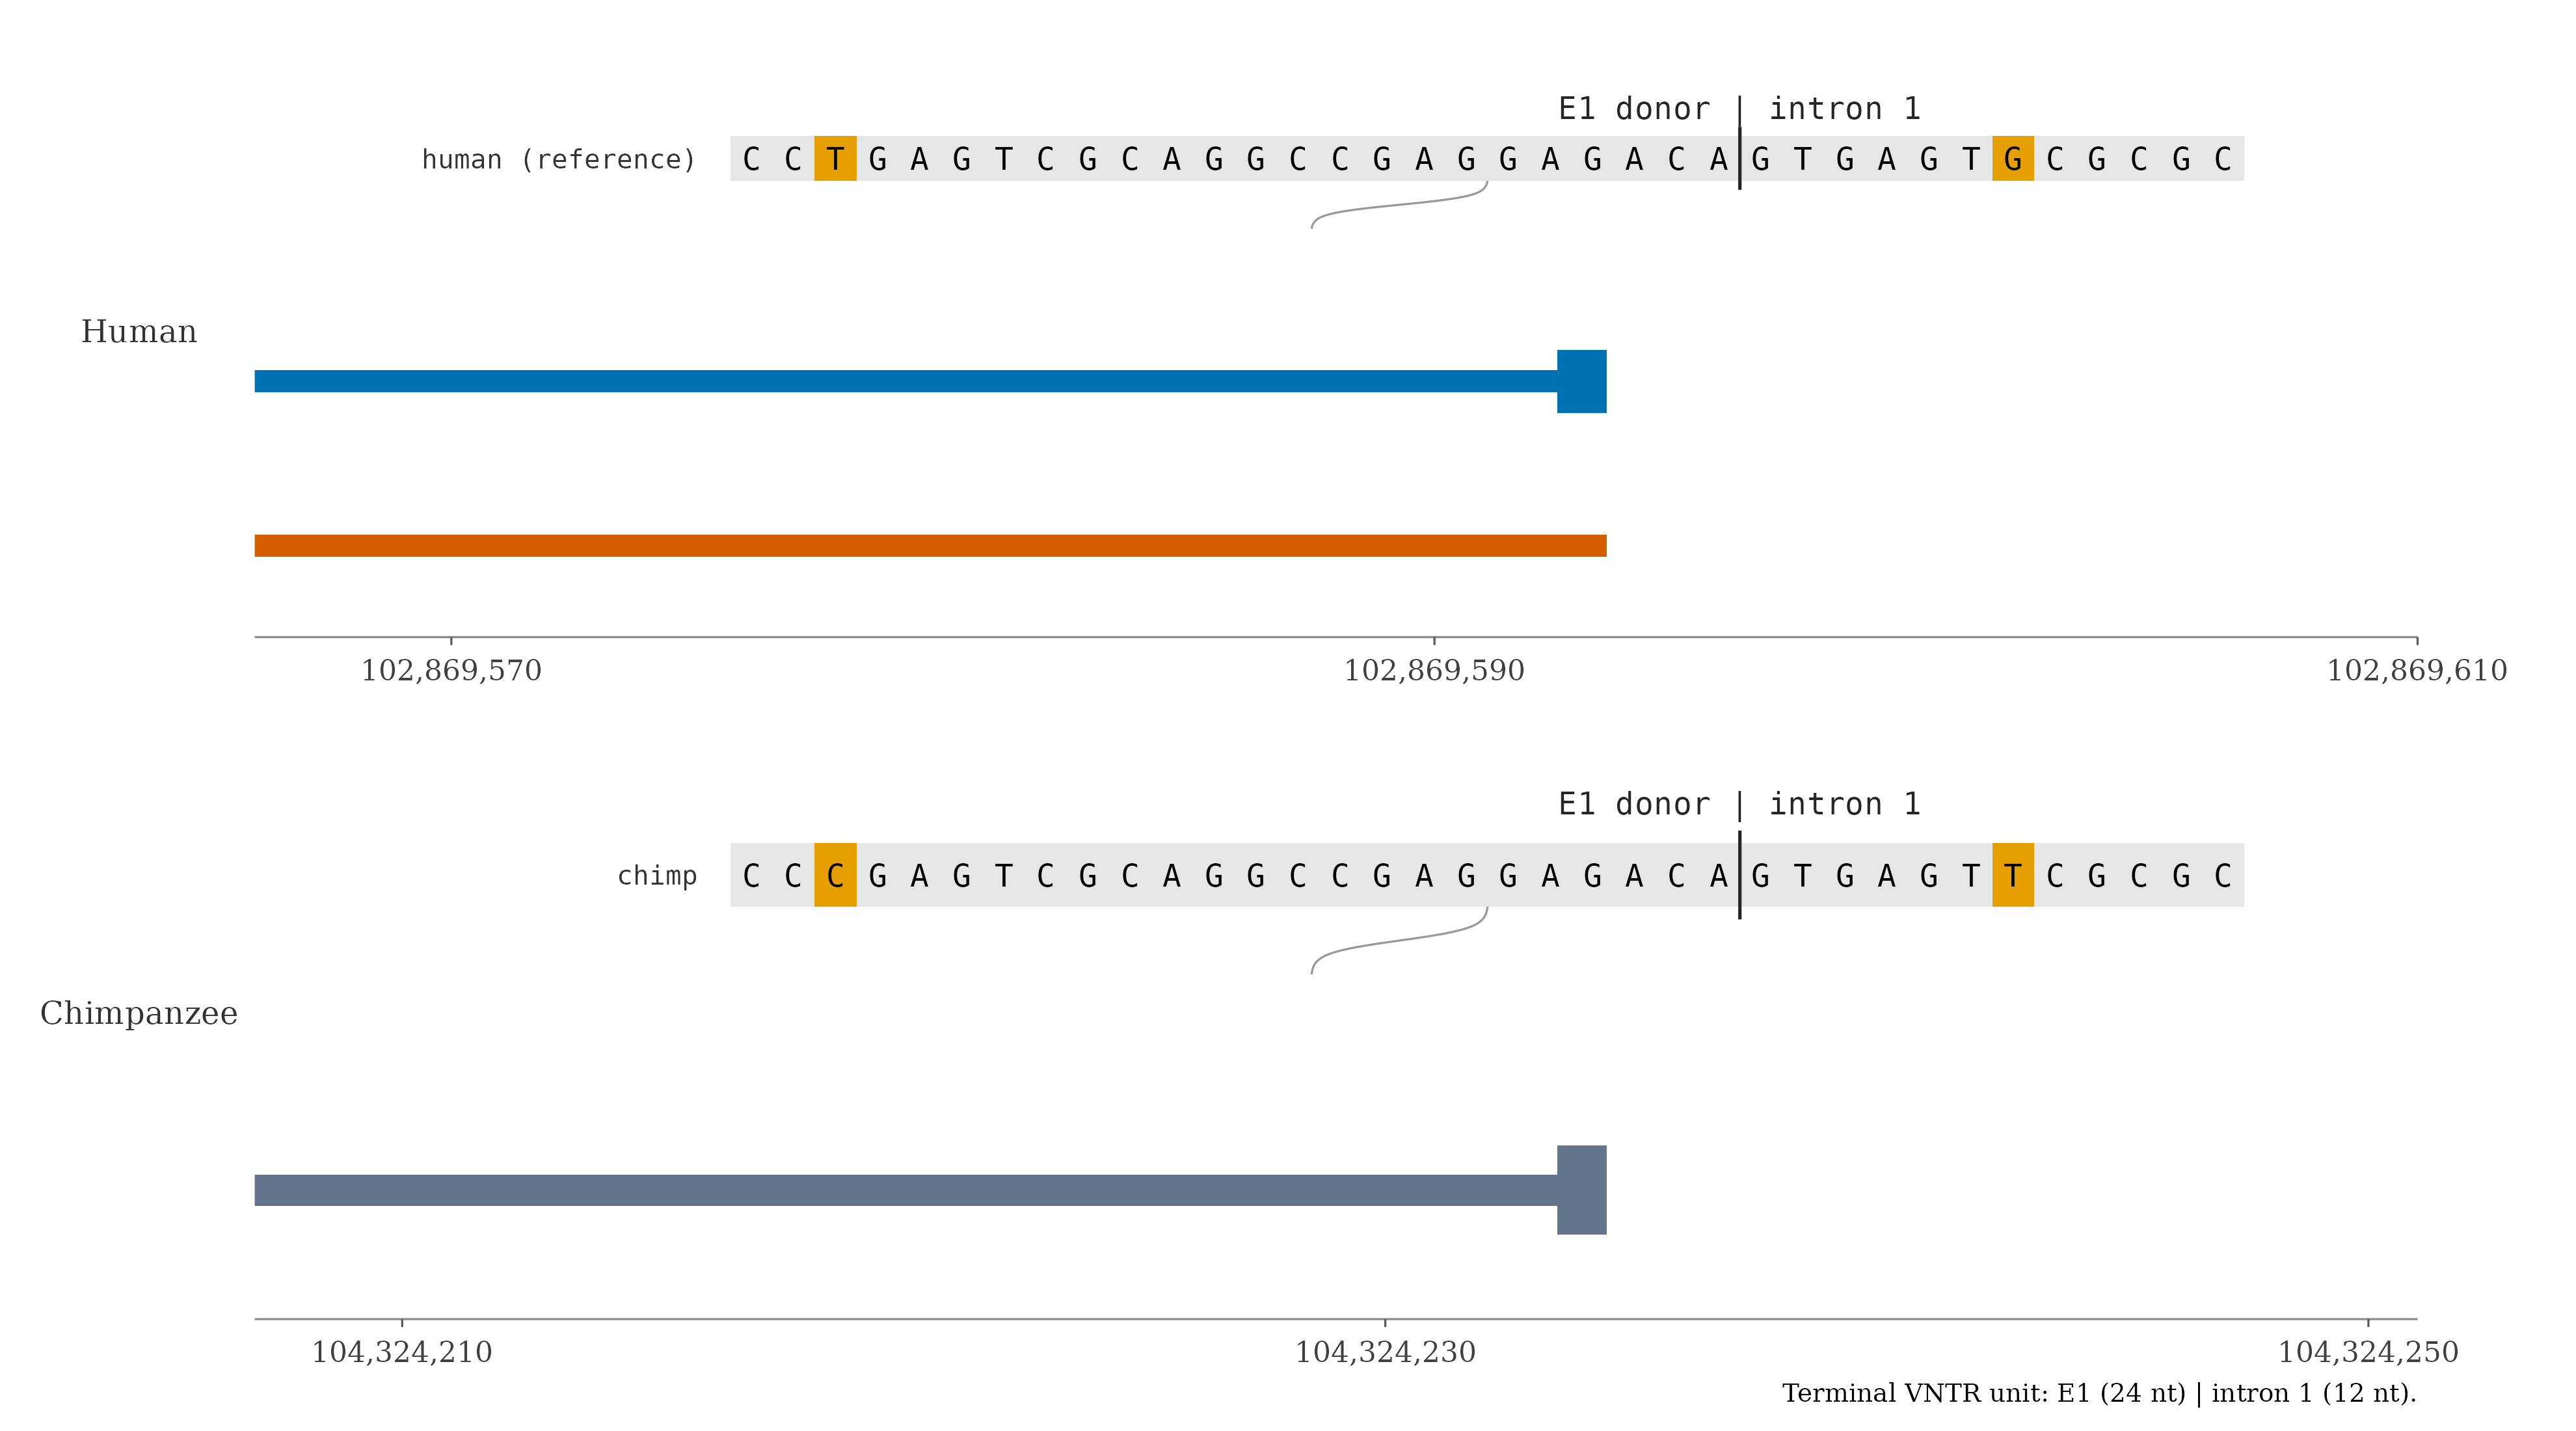 E1 donor | intron 1
human (reference) C C T G A G T C G C A G G C C G A G G A G A C A G T G A G T G C G C G C
Human
102,869,570 102,869,590 102,869,610
E1 donor | intron 1
chimp C C C G A G T C G C A G G C C G A G G A G A C A G T G A G T T C G C G C
Chimpanzee
104,324,210 104,324,230 104,324,250
Terminal VNTR unit: E1 (24 nt) | intron 1 (12 nt).